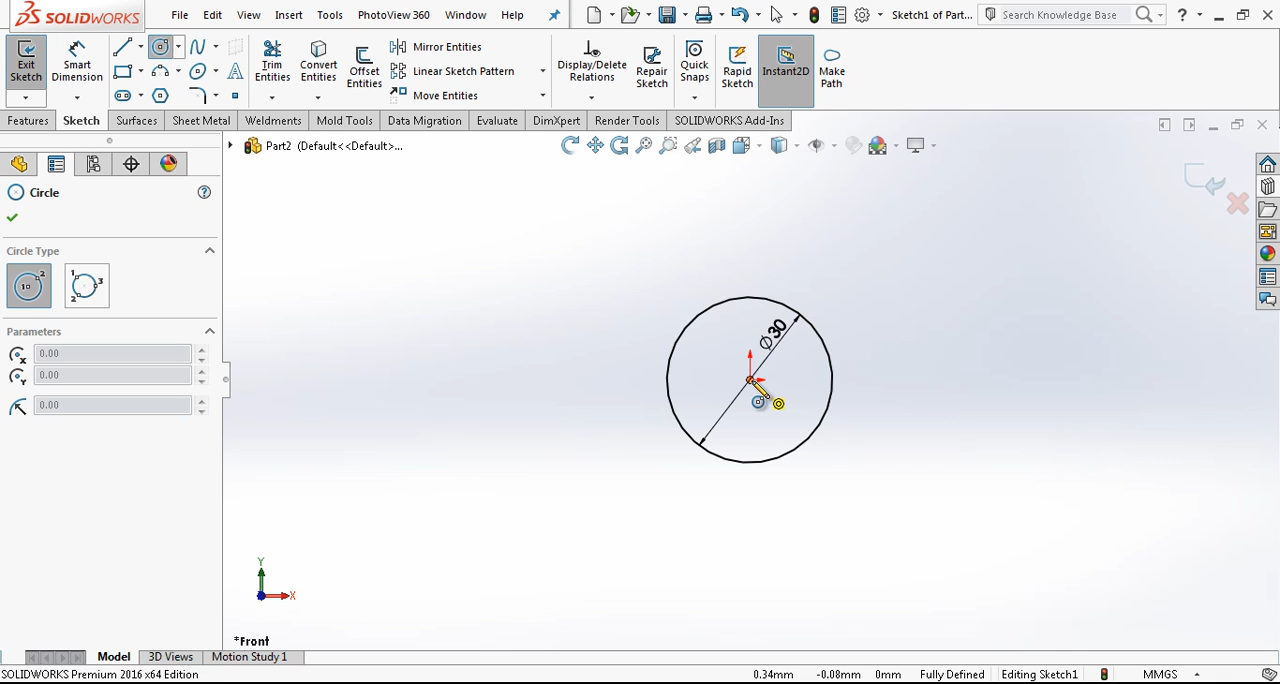 SOLIDWORKS File Edit View Insert Tools PhotoView 360 Window Help Sketch1 of Part... Search Knowledge Base ?
Exit Sketch
Smart Dimension
Trim Entities
Convert Entities
Offset Entities
Mirror Entities
Linear Sketch Pattern
Move Entities
Display/Delete Relations
Repair Sketch
Quick Snaps
Rapid Sketch
Instant2D
Make Path
Features Sketch Surfaces Sheet Metal Weldments Mold Tools Data Migration Evaluate DimXpert Render Tools SOLIDWORKS Add-Ins
Part2 (Default<<Default>...
Circle ?
Circle Type
Parameters
0.00
0.00
0.00
Ø30
Y
X
*Front
Model 3D Views Motion Study 1
SOLIDWORKS Premium 2016 x64 Edition 0.34mm -0.08mm 0mm Fully Defined Editing Sketch1 MMGS